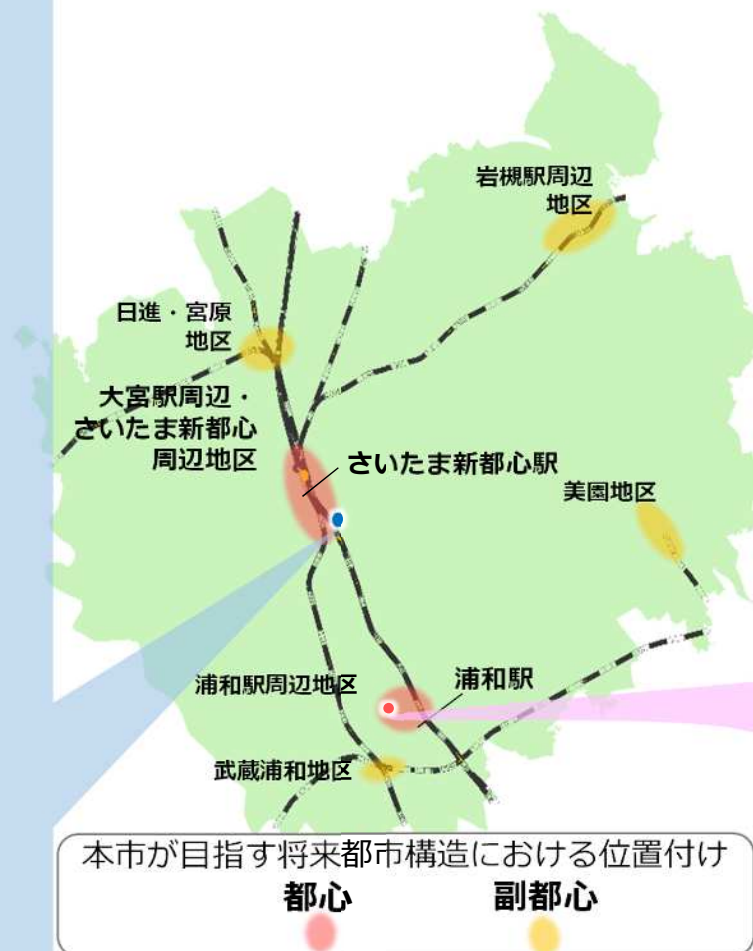 岩槻駅周辺
地区
日進・宮原
地区
大宮駅周辺・
さいたま新都心
周辺地区
さいたま新都心駅
美園地区
浦和駅周辺地区
浦和駅
武蔵浦和地区
本市が目指す将来都市構造における位置付け
都心
副都心